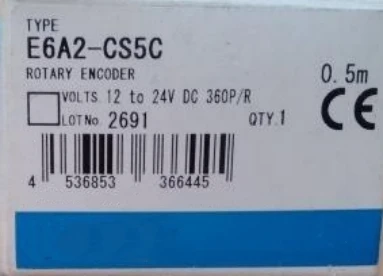 TYPE
E6A2-CS5C
ROTARY ENCODER
0.5m
VOLTS 12 to 24V DC 360P/R
LOTNo. 2691 QTY.1
CE
4 536853 366445